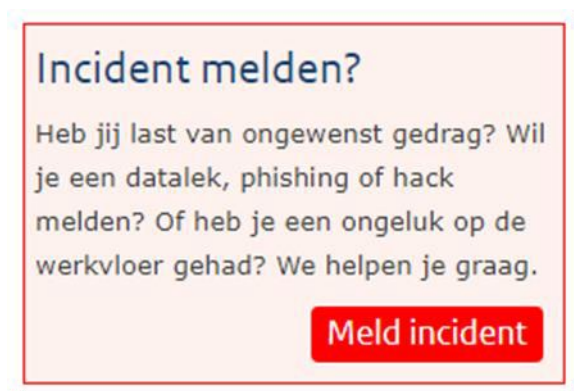 Incident melden?
Heb jij last van ongewenst gedrag? Wil
je een datalek, phishing of hack
melden? Of heb je een ongeluk op de
werkvloer gehad? We helpen je graag.
Meld incident